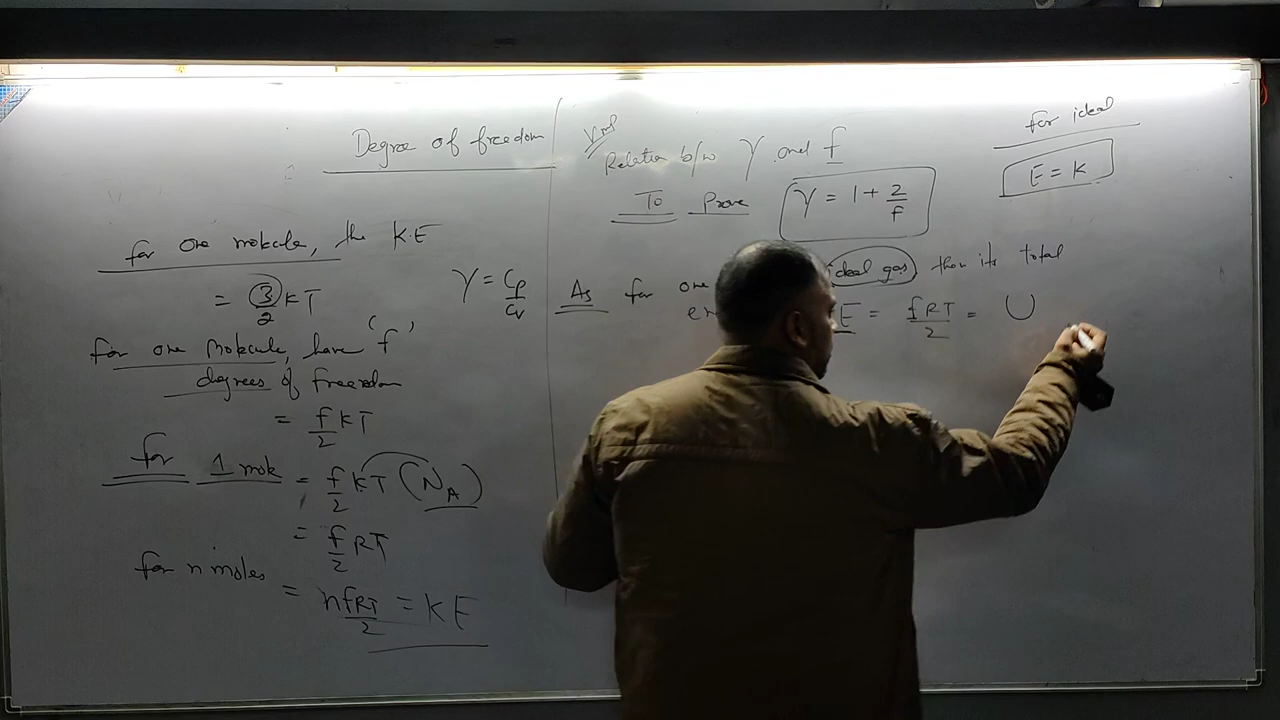 Degree of freedom
for one molecule, the K.E
= 3/2 KT
for one molecule, have 'f'
degrees of freedom
= f/2 KT
for 1 mole = f/2 KT (N_A)
= f/2 RT
for n moles
= nfRT/2 = KE
γ = Cp/Cv
Relation b/w γ and f
To Prove γ = 1 + 2/f
for ideal
E = K
As for one ideal gas, then its total
E = fRT/2 = U